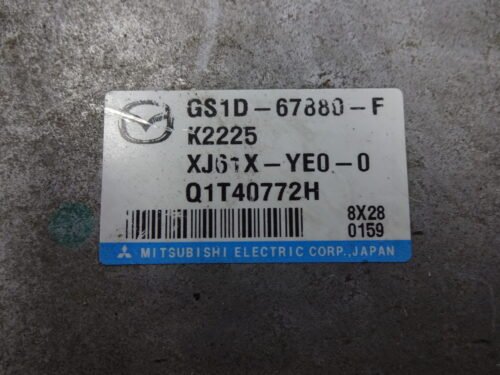 GS1D-67880-F
K2225
XJ61X-YE0-0
Q1T40772H
8X28
0159
MITSUBISHI ELECTRIC CORP., JAPAN